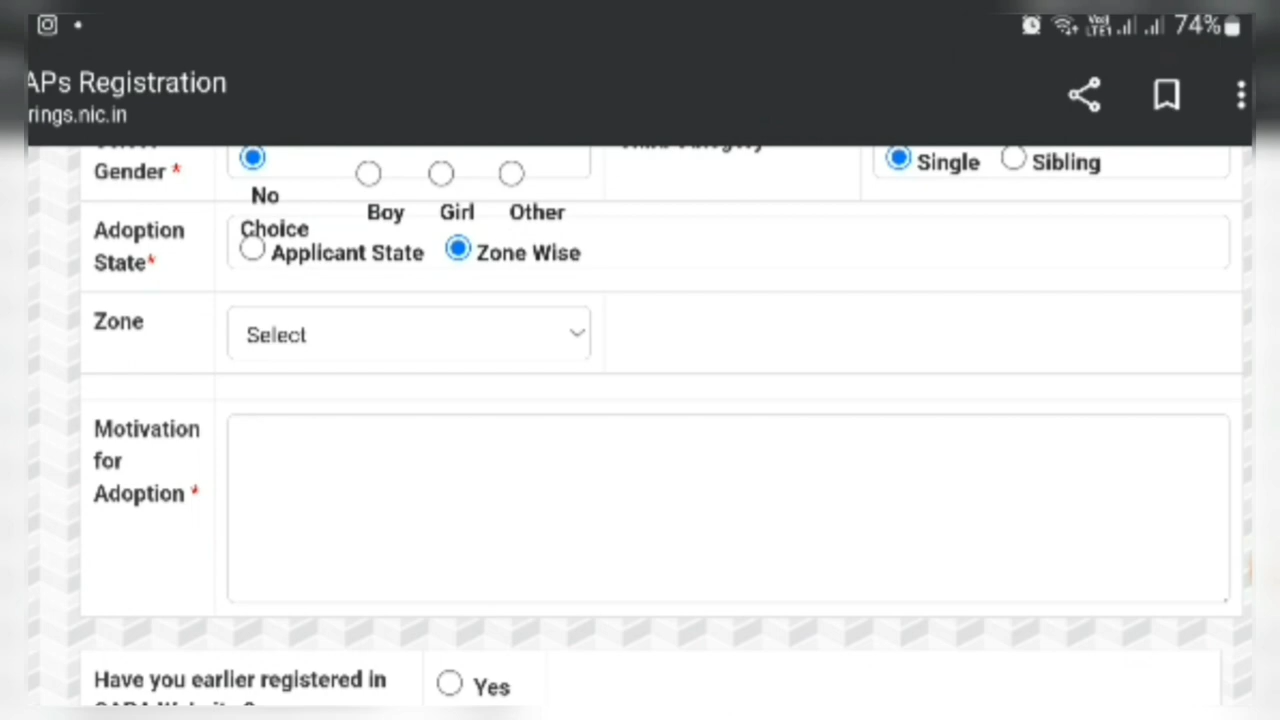 74%
APs Registration
rings.nic.in
Gender *
No Choice
Boy
Girl
Other
Single
Sibling
Adoption State*
Applicant State
Zone Wise
Zone
Select
Motivation
for
Adoption *
Have you earlier registered in
Yes